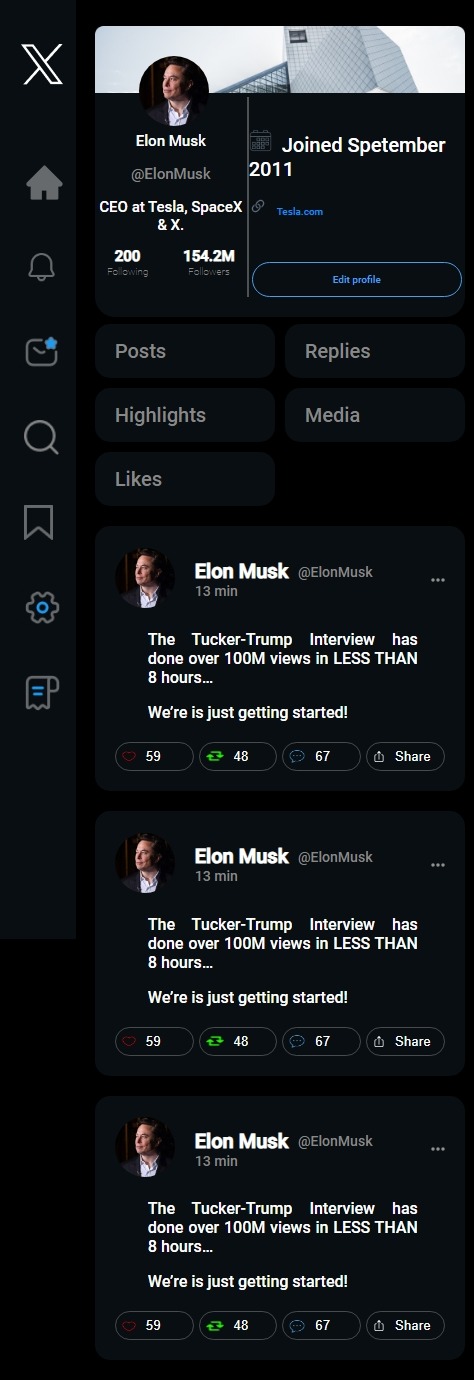 Elon Musk
@ElonMusk
CEO at Tesla, SpaceX
& X.
200
154.2M
Following
Followers
Joined Spetember
2011
Tesla.com
Edit profile
Posts
Replies
Highlights
Media
Likes
Elon Musk @ElonMusk
13 min
The Tucker-Trump Interview has
done over 100M views in LESS THAN
8 hours...
We're is just getting started!
59
48
67
Share
Elon Musk @ElonMusk
13 min
The Tucker-Trump Interview has
done over 100M views in LESS THAN
8 hours...
We're is just getting started!
59
48
67
Share
Elon Musk @ElonMusk
13 min
The Tucker-Trump Interview has
done over 100M views in LESS THAN
8 hours...
We're is just getting started!
59
48
67
Share